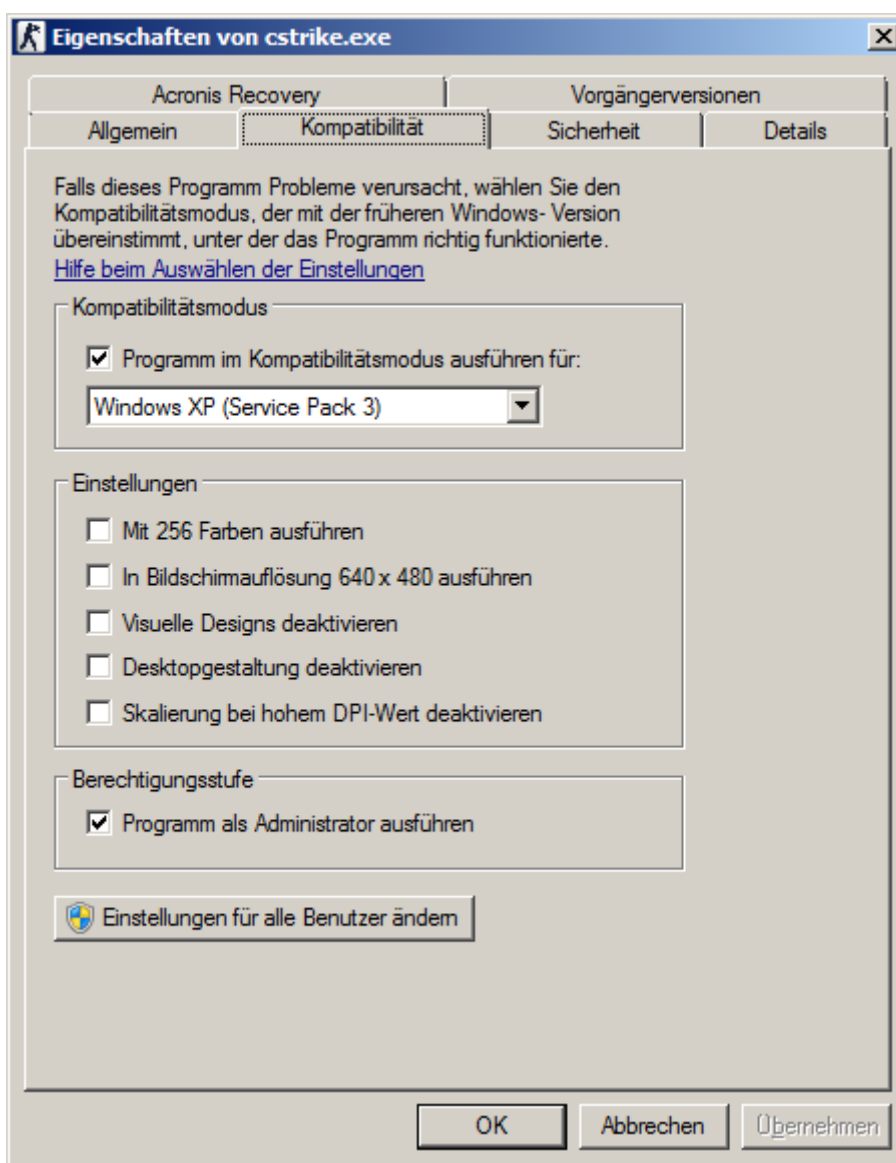 Eigenschaften von cstrike.exe
Acronis Recovery
Vorgängerversionen
Allgemein
Kompatibilität
Sicherheit
Details
Falls dieses Programm Probleme verursacht, wählen Sie den
Kompatibilitätsmodus, der mit der früheren Windows- Version
übereinstimmt, unter der das Programm richtig funktionierte.
Hilfe beim Auswählen der Einstellungen
Kompatibilitätsmodus
Programm im Kompatibilitätsmodus ausführen für:
Windows XP (Service Pack 3)
Einstellungen
Mit 256 Farben ausführen
In Bildschirmauflösung 640 x 480 ausführen
Visuelle Designs deaktivieren
Desktopgestaltung deaktivieren
Skalierung bei hohem DPI-Wert deaktivieren
Berechtigungsstufe
Programm als Administrator ausführen
Einstellungen für alle Benutzer ändern
OK
Abbrechen
Übernehmen